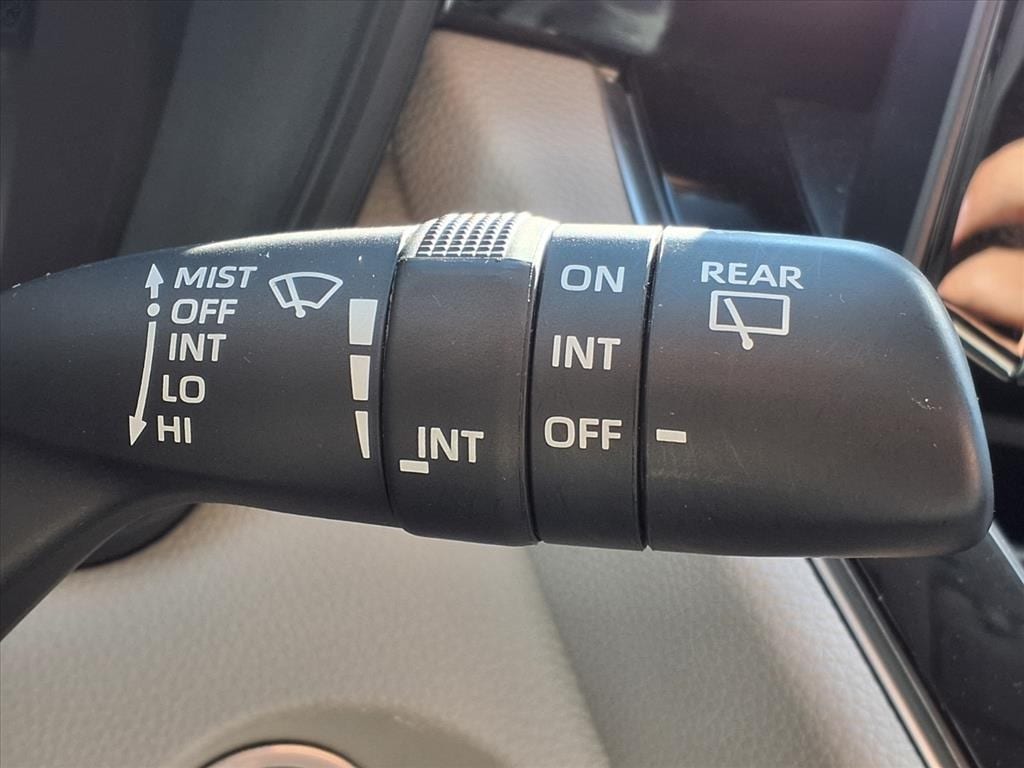 MIST
OFF
INT
LO
HI
INT
ON
INT
OFF
REAR